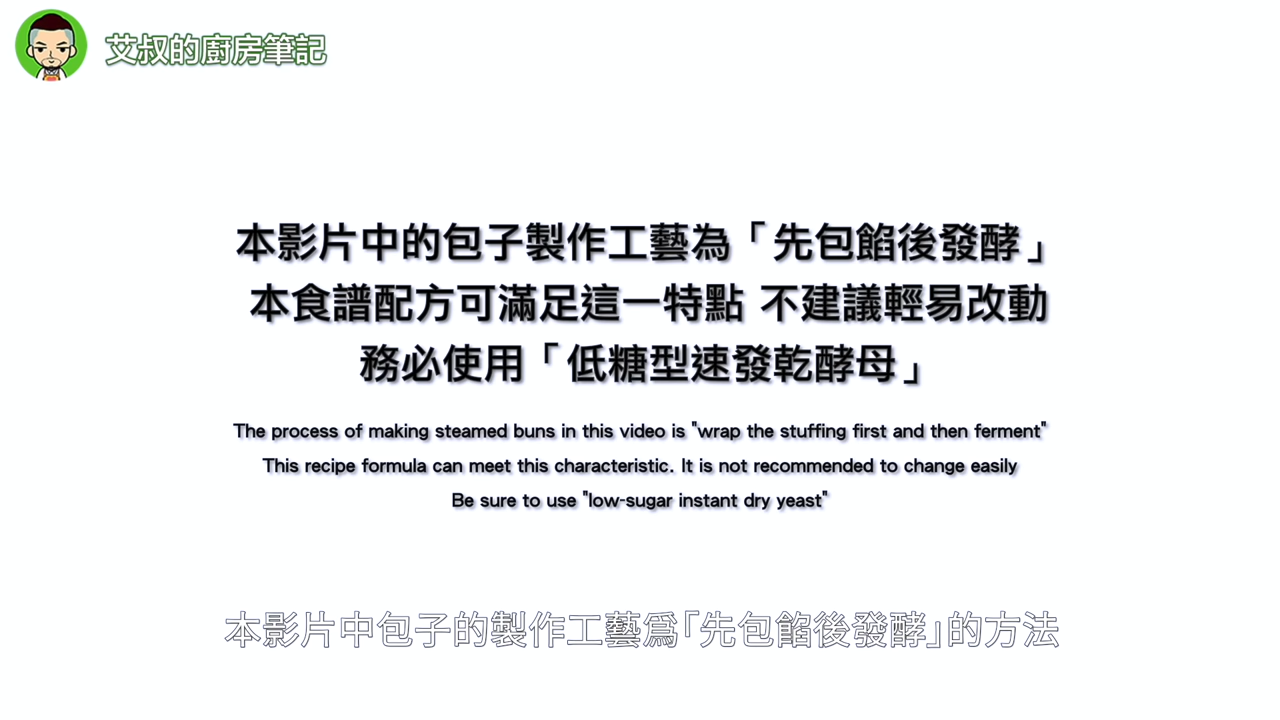 艾叔的廚房筆記
本影片中的包子製作工藝為「先包餡後發酵」
本食譜配方可滿足這一特點 不建議輕易改動
務必使用「低糖型速發乾酵母」
The process of making steamed buns in this video is "wrap the stuffing first and then ferment"
This recipe formula can meet this characteristic. It is not recommended to change easily
Be sure to use "low-sugar instant dry yeast"
本影片中包子的製作工藝爲「先包餡後發酵」的方法